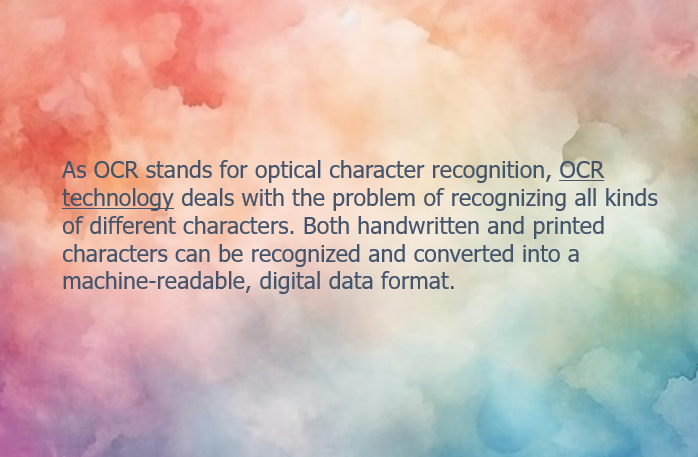 As OCR stands for optical character recognition, OCR
technology deals with the problem of recognizing all kinds
of different characters. Both handwritten and printed
characters can be recognized and converted into a
machine-readable, digital data format.